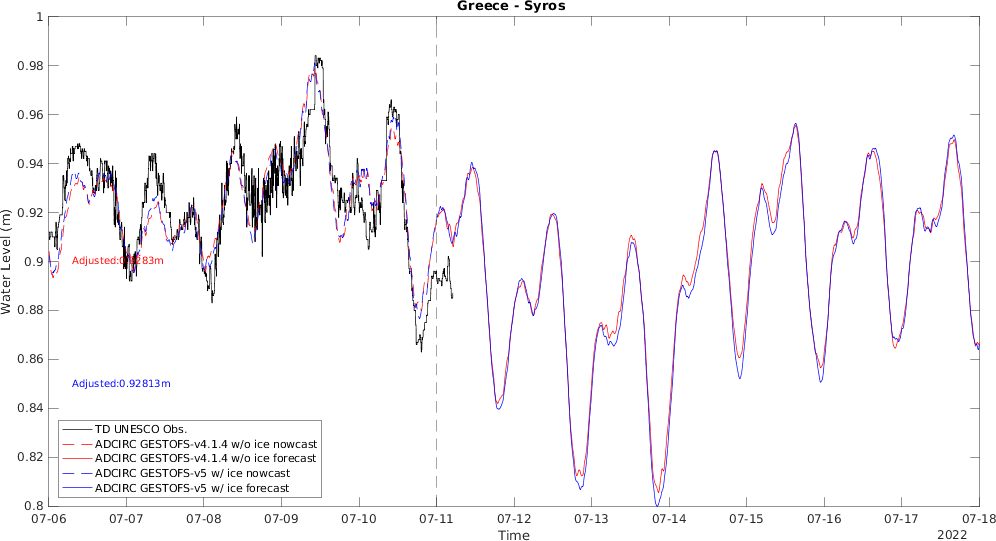 Greece - Syros
Water Level (m)
1
0.98
0.96
0.94
0.92
0.9
0.88
0.86
0.84
0.82
0.8
Adjusted:0.9283m
Adjusted:0.92813m
TD UNESCO Obs.
ADCIRC GESTOFS-v4.1.4 w/o ice nowcast
ADCIRC GESTOFS-v4.1.4 w/o ice forecast
ADCIRC GESTOFS-v5 w/ ice nowcast
ADCIRC GESTOFS-v5 w/ ice forecast
07-06 07-07 07-08 07-09 07-10 07-11 07-12 07-13 07-14 07-15 07-16 07-17 07-18
Time
2022